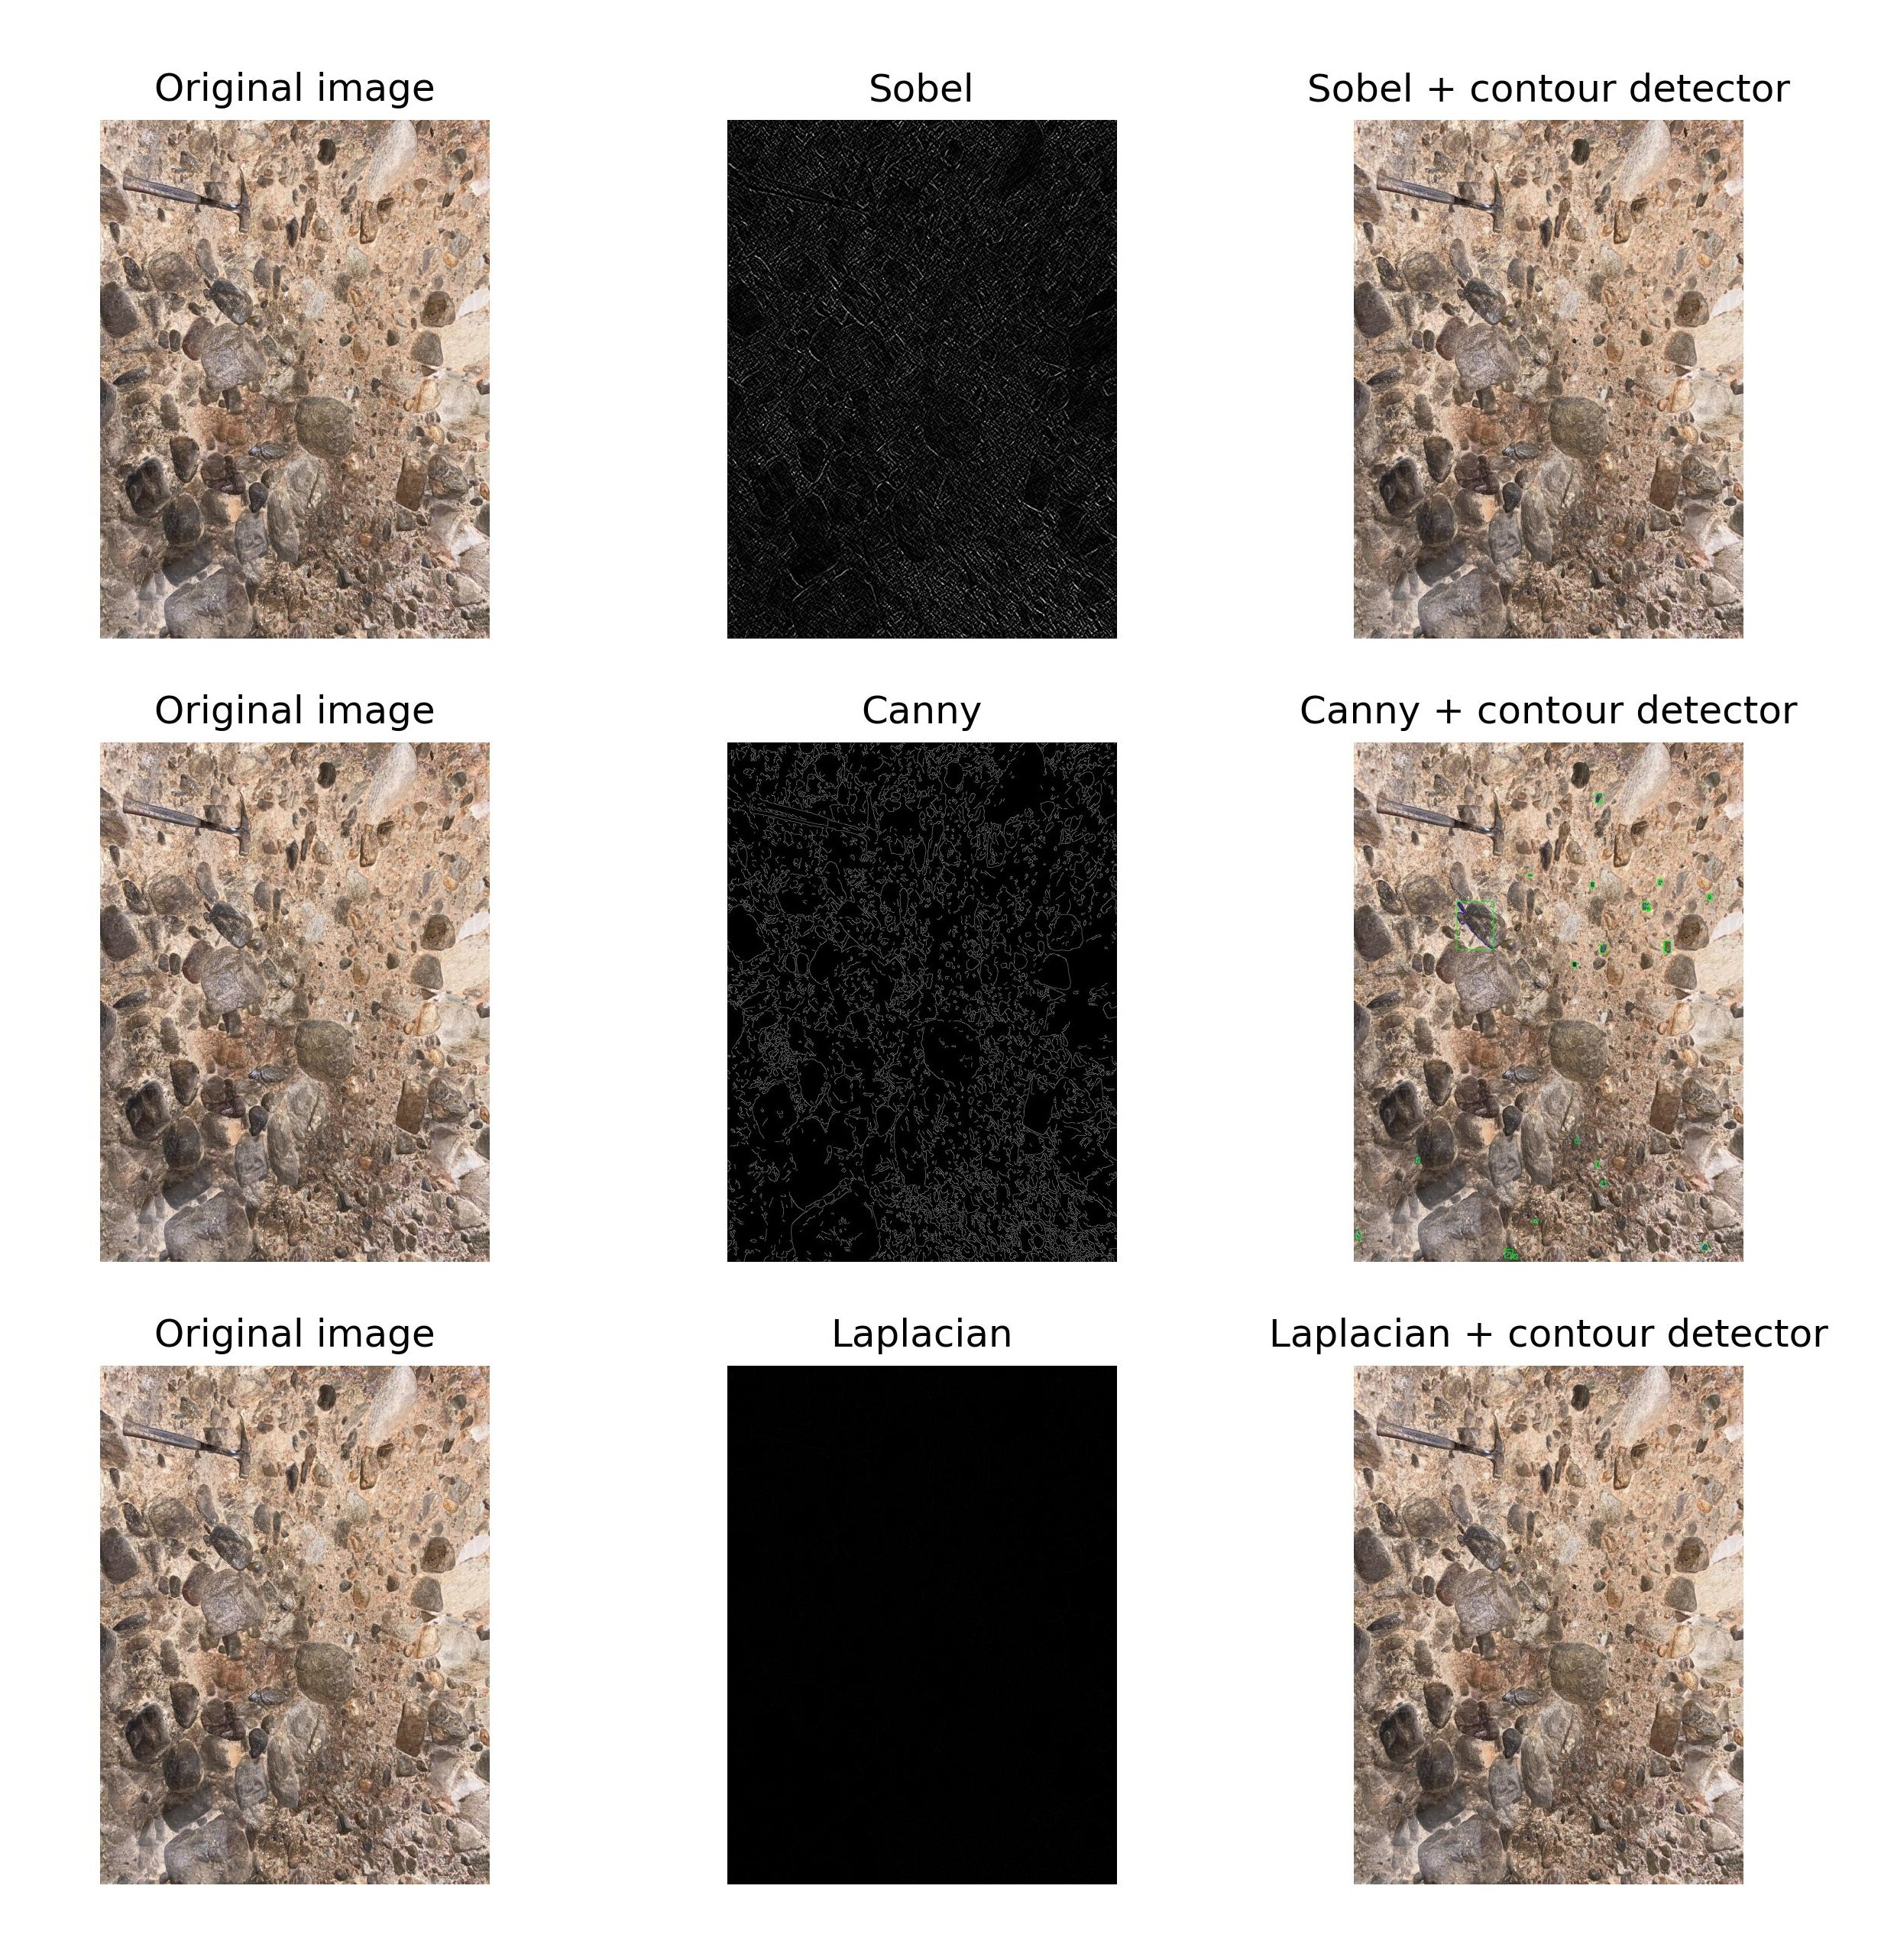 Original image
Sobel
Sobel + contour detector
Original image
Canny
Canny + contour detector
Original image
Laplacian
Laplacian + contour detector